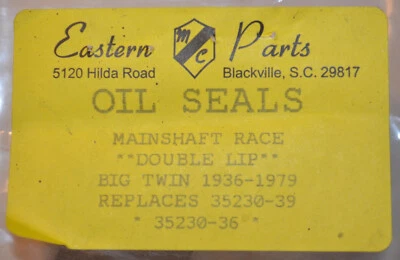 Eastern MC Parts
5120 Hilda Road Blackville, S.C. 29817
OIL SEALS
MAINSHAFT RACE
**DOUBLE LIP**
BIG TWIN 1936-1979
REPLACES 35230-39
* 35230-36 *